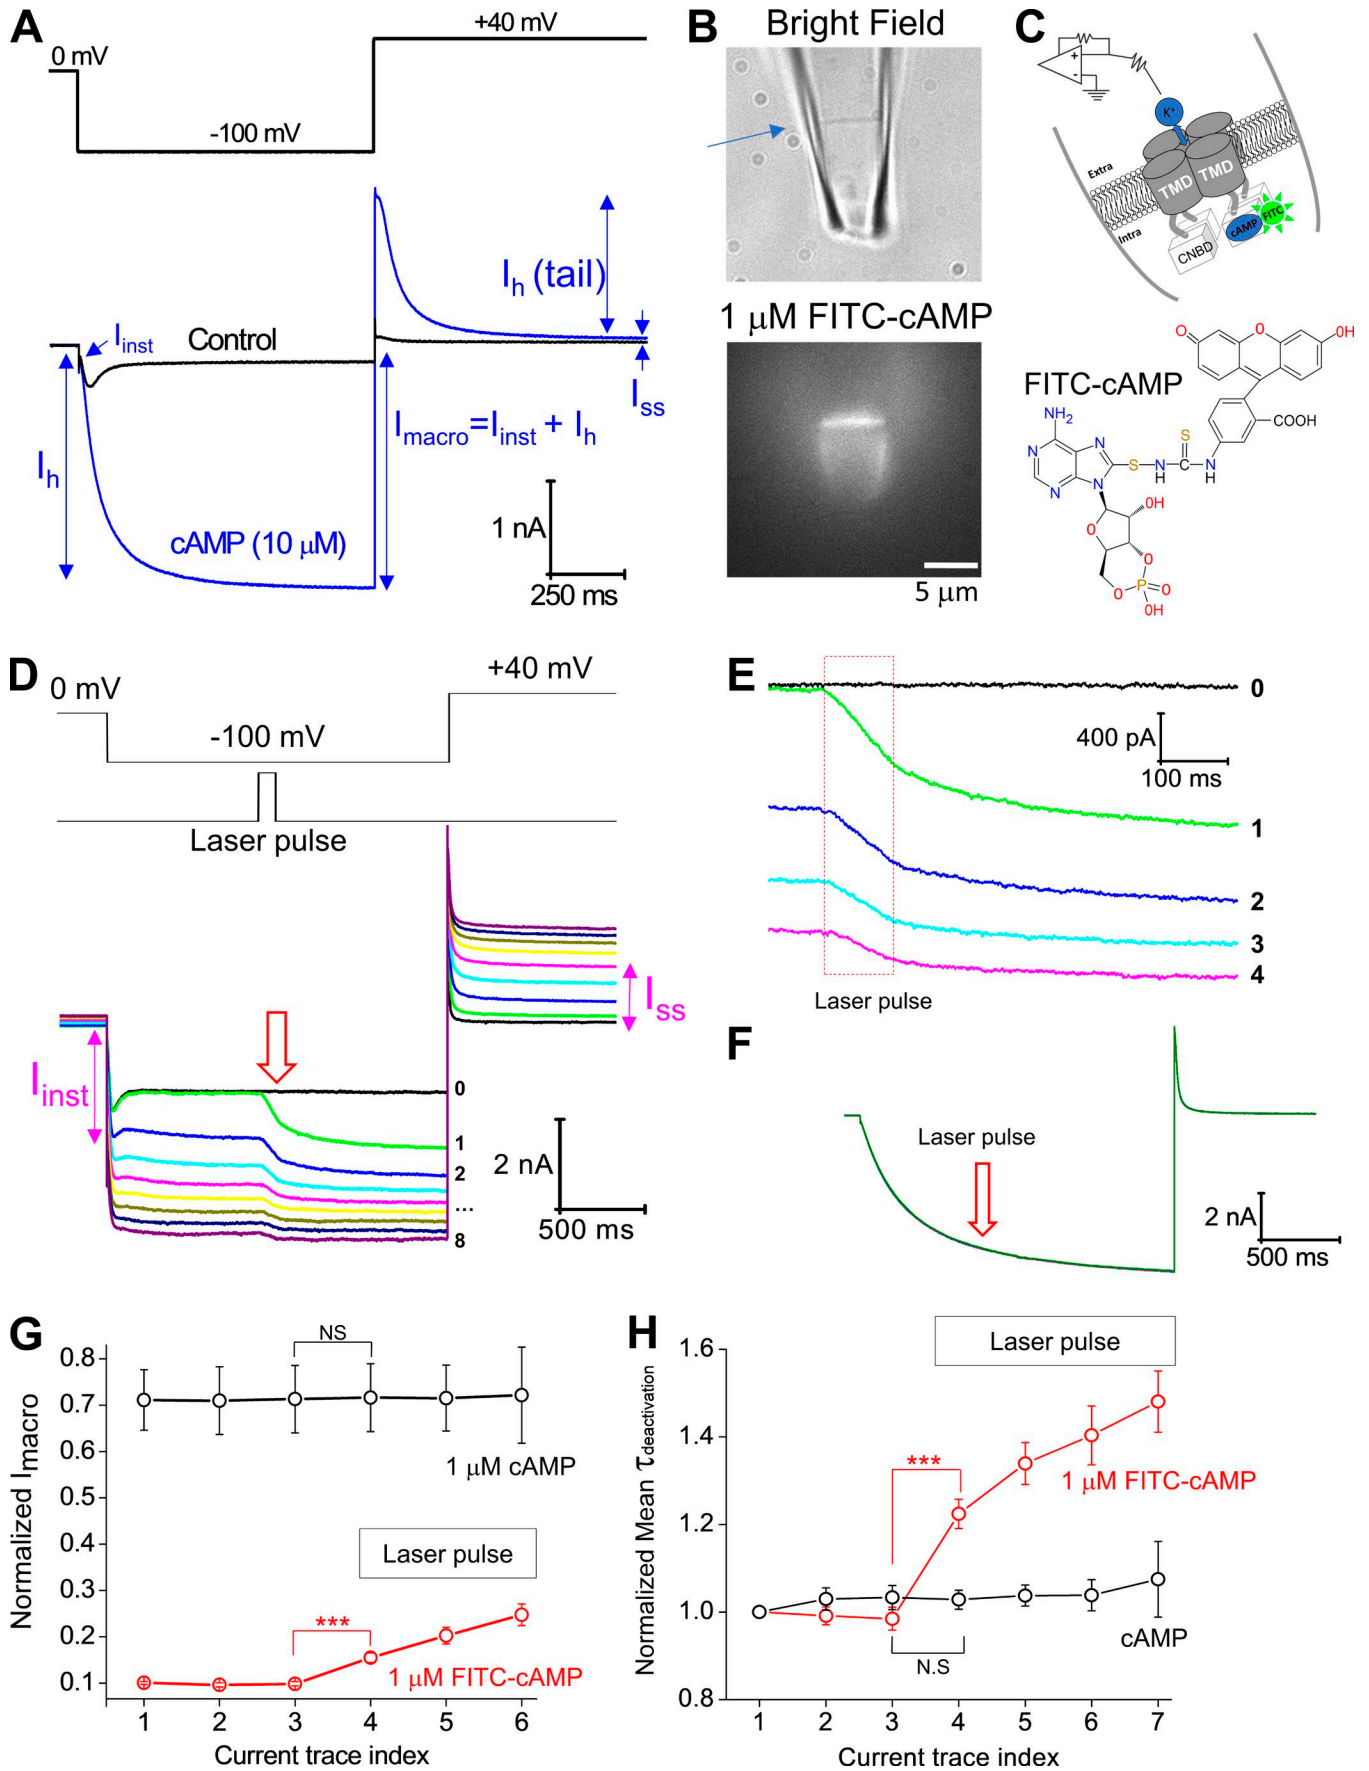 A
0 mV
+40 mV
-100 mV
Iinst
Control
Ih (tail)
Iss
Imacro=Iinst + Ih
Ih
cAMP (10 μM)
1 nA
250 ms
B
Bright Field
1 μM FITC-cAMP
5 μm
C
K+
Extra
TMD
TMD
Intra
CNBD
cAMP
FITC
FITC-cAMP
O
O
OH
COOH
NH2
N
N
N
N
N
S
NH
C
S
N
H
OH
O
O
O
P
O
OH
D
0 mV
+40 mV
-100 mV
Laser pulse
Iss
Iinst
0
1
2
...
8
2 nA
500 ms
E
0
400 pA
100 ms
1
2
3
4
Laser pulse
F
Laser pulse
2 nA
500 ms
G
Normalized Imacro
0.8
0.7
0.6
0.5
0.4
0.3
0.2
0.1
NS
1 μM cAMP
Laser pulse
***
1 μM FITC-cAMP
1 2 3 4 5 6
Current trace index
H
Normalized Mean τdeactivation
1.6
1.4
1.2
1.0
0.8
Laser pulse
***
1 μM FITC-cAMP
N.S
cAMP
1 2 3 4 5 6 7
Current trace index